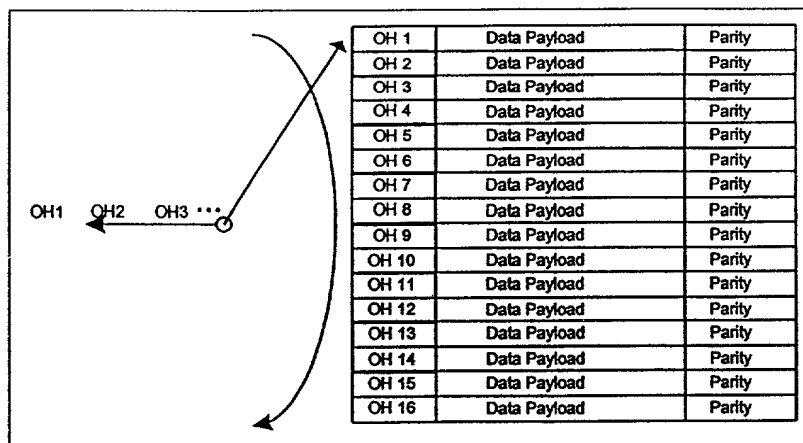 OH1 OH2 OH3 •••
OH 1 Data Payload Parity
OH 2 Data Payload Parity
OH 3 Data Payload Parity
OH 4 Data Payload Parity
OH 5 Data Payload Parity
OH 6 Data Payload Parity
OH 7 Data Payload Parity
OH 8 Data Payload Parity
OH 9 Data Payload Parity
OH 10 Data Payload Parity
OH 11 Data Payload Parity
OH 12 Data Payload Parity
OH 13 Data Payload Parity
OH 14 Data Payload Parity
OH 15 Data Payload Parity
OH 16 Data Payload Parity